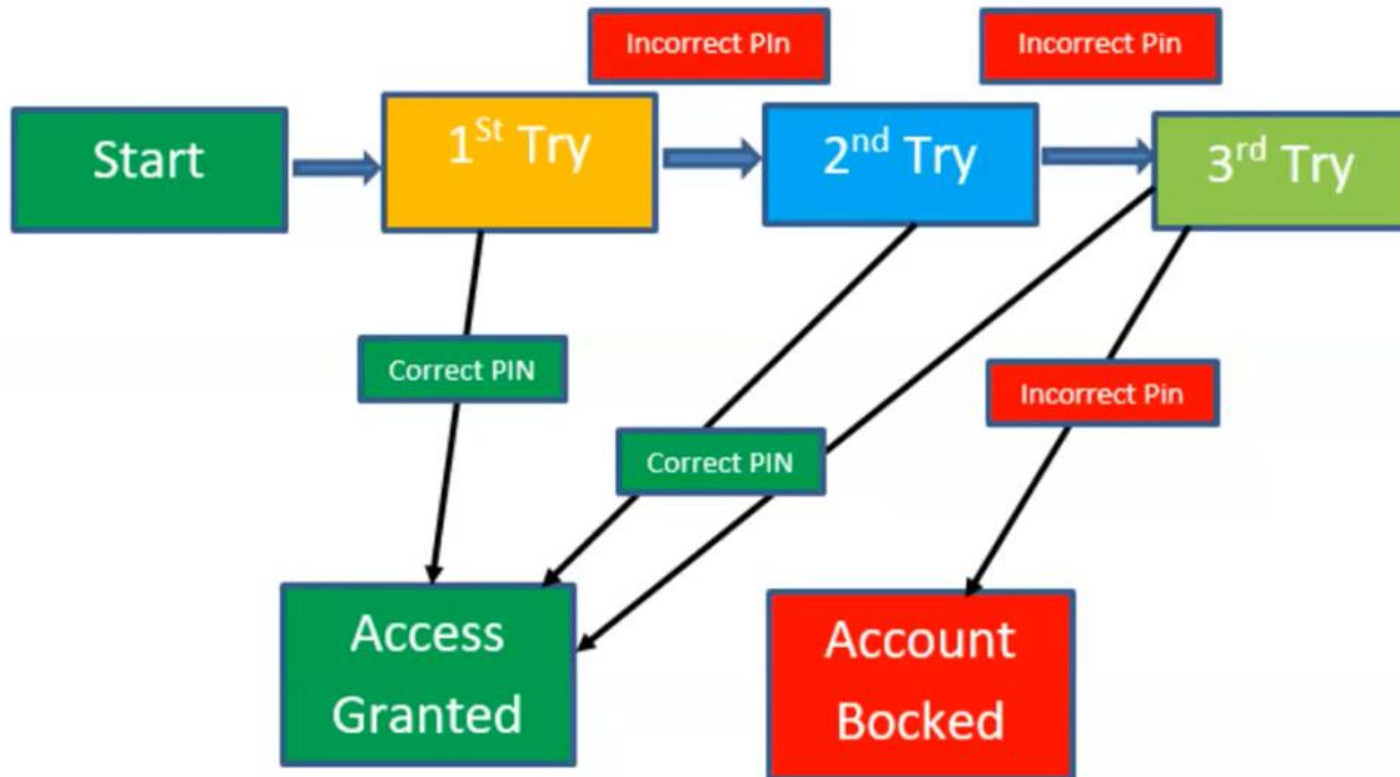 Incorrect PIn
Incorrect Pin
Start
1St Try
2nd Try
3rd Try
Correct PIN
Incorrect Pin
Correct PIN
Access
Granted
Account
Bocked